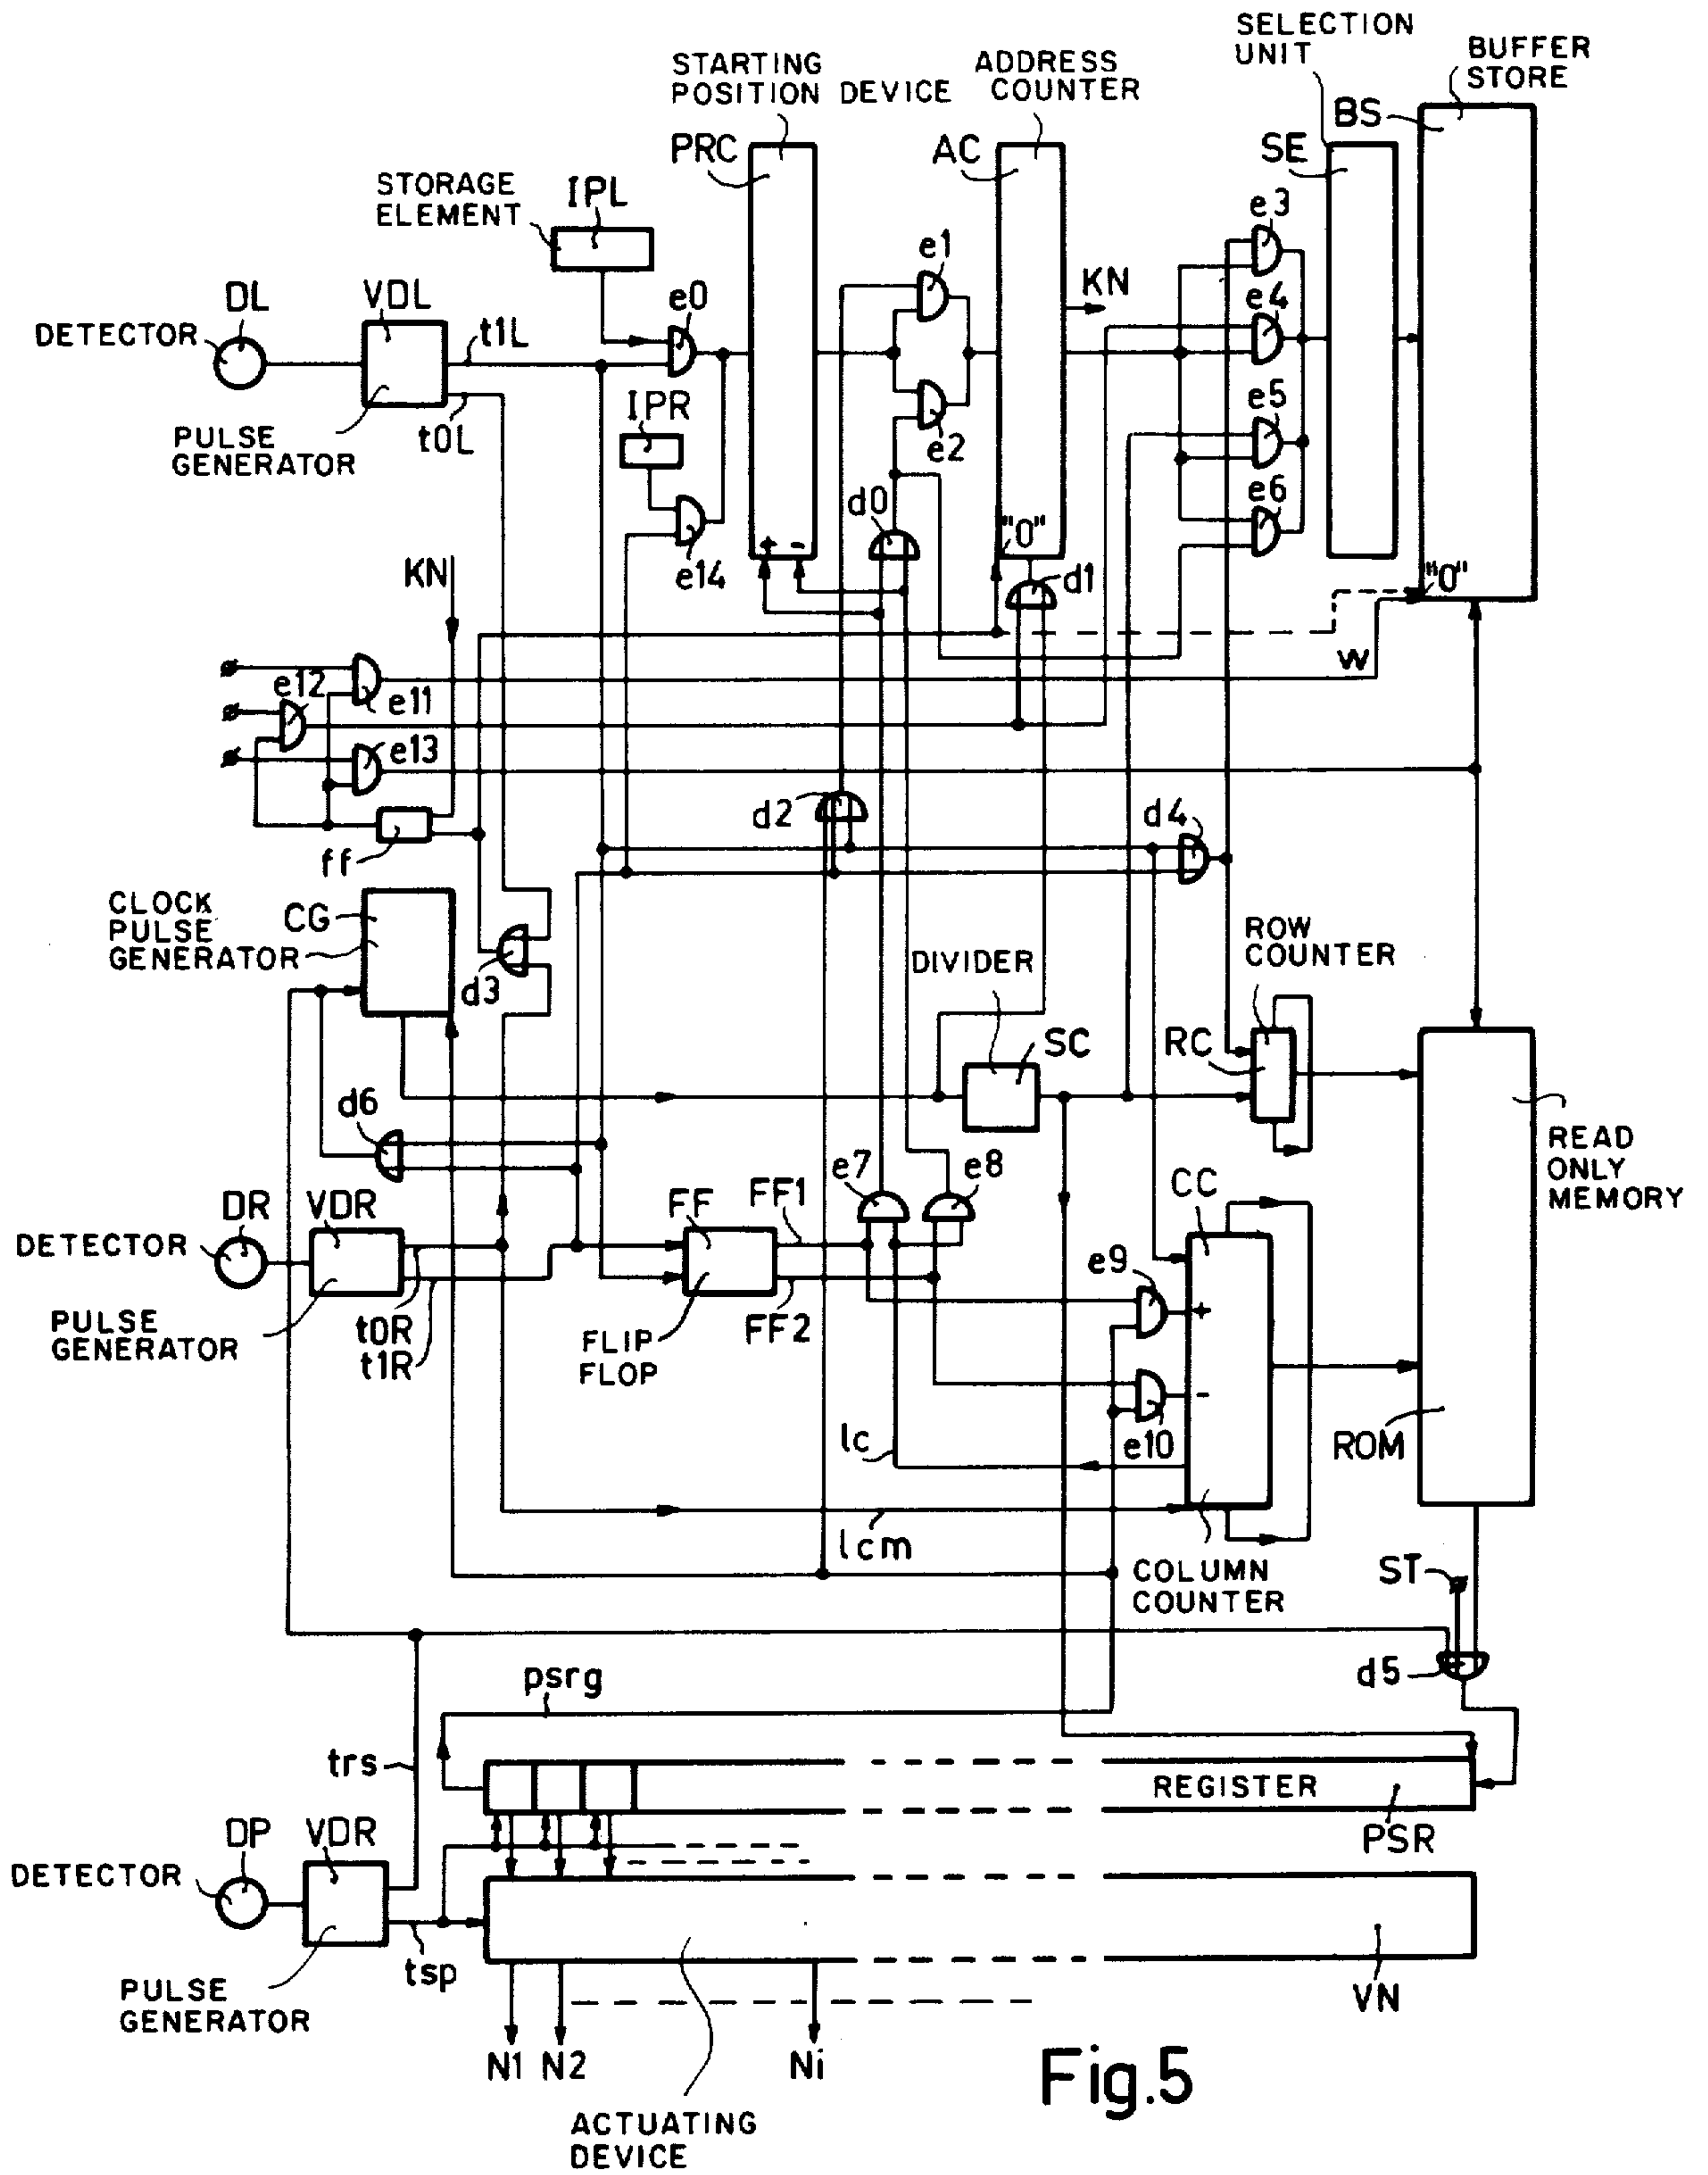 SELECTION
UNIT
BUFFER
STORE
STARTING
POSITION DEVICE
ADDRESS
COUNTER
BS
PRC
AC
SE
STORAGE
ELEMENT
IPL
e3
e1
KN
DL
VDL
e0
e4
DETECTOR
t1L
IPR
e5
t0L
PULSE
GENERATOR
e2
e6
d0
"0"
+ -
e14
d1
"0"
KN
W
e12
e11
e13
d2
d4
ff
CLOCK
PULSE
GENERATOR
CG
ROW
COUNTER
d3
DIVIDER
SC
RC
d6
READ
ONLY
MEMORY
e7
e8
DR
VDR
FF
FF1
CC
DETECTOR
e9
+
PULSE
GENERATOR
t0R
t1R
FLIP
FLOP
FF2
-
lc
e10
ROM
lcm
COLUMN
COUNTER
ST
d5
psrg
trs
REGISTER
PSR
DP
VDR
DETECTOR
tsp
PULSE
GENERATOR
VN
N1
N2
Ni
Fig.5
ACTUATING
DEVICE